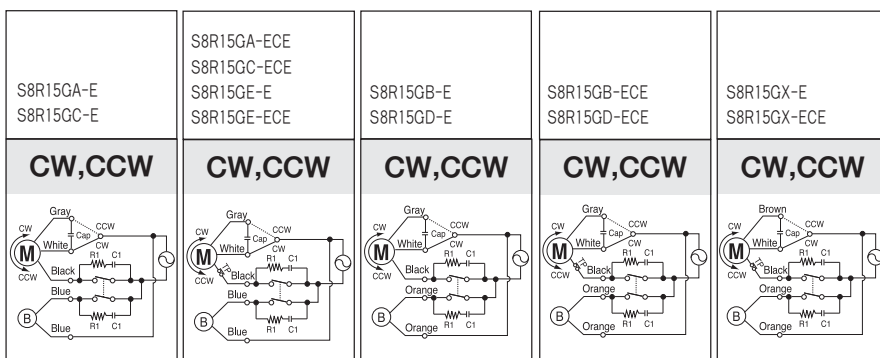 S8R15GA-E
S8R15GC-E
S8R15GA-ECE
S8R15GC-ECE
S8R15GE-E
S8R15GE-ECE
S8R15GB-E
S8R15GD-E
S8R15GB-ECE
S8R15GD-ECE
S8R15GX-E
S8R15GX-ECE
CW,CCW
CW,CCW
CW,CCW
CW,CCW
CW,CCW
Gray
CW
CCW
Cap
White
CW
M
R1 C1
CCW
Black
Blue
B
R1 C1
Blue
Gray
CW
CCW
Cap
White
CW
M
R1 C1
TP
CCW
Black
Blue
B
R1 C1
Blue
Gray
CW
CCW
Cap
White
CW
M
R1 C1
CCW
Black
Orange
B
R1 C1
Orange
Gray
CW
CCW
Cap
White
CW
M
R1 C1
TP
CCW
Black
Orange
B
R1 C1
Orange
Brown
CW
CCW
Cap
White
CW
M
R1 C1
TP
CCW
Black
Orange
B
R1 C1
Orange